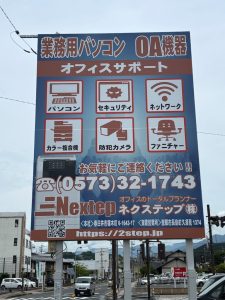 業務用パソコン OA機器
オフィスサポート
パソコン
セキュリティ
ネットワーク
カラー複合機
防犯カメラ
ファニチャー
お気軽にご連絡ください!!
☎(0573)32-1743
Nextep
オフィスのトータルプランナー
ネクステップ㈱
https://2step.jp